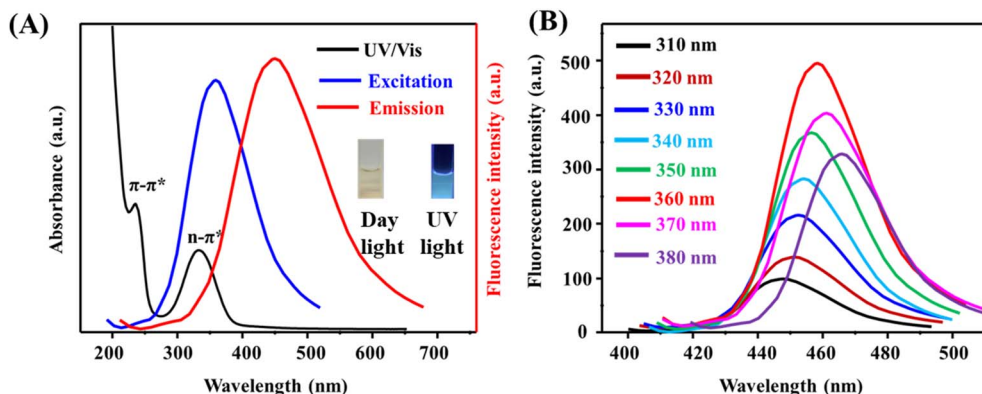 (A)
Absorbance (a.u.)
UV/Vis
Excitation
Emission
π-π*
n-π*
Day
light
UV
light
200 300 400 500 600 700
Wavelength (nm)
Fluorescence intensity (a.u.)
(B)
Fluorescence intensity (a.u.)
500
400
300
200
100
0
310 nm
320 nm
330 nm
340 nm
350 nm
360 nm
370 nm
380 nm
400 420 440 460 480 500
Wavelength (nm)